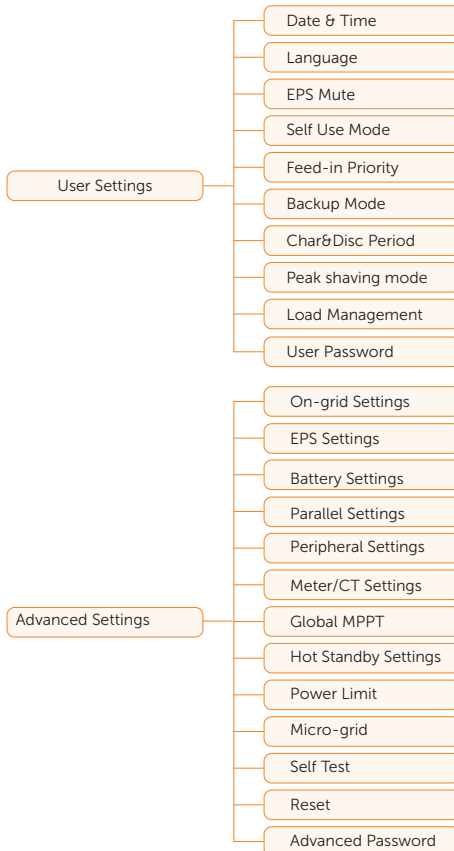 User Settings
Date & Time
Language
EPS Mute
Self Use Mode
Feed-in Priority
Backup Mode
Char&Disc Period
Peak shaving mode
Load Management
User Password
Advanced Settings
On-grid Settings
EPS Settings
Battery Settings
Parallel Settings
Peripheral Settings
Meter/CT Settings
Global MPPT
Hot Standby Settings
Power Limit
Micro-grid
Self Test
Reset
Advanced Password